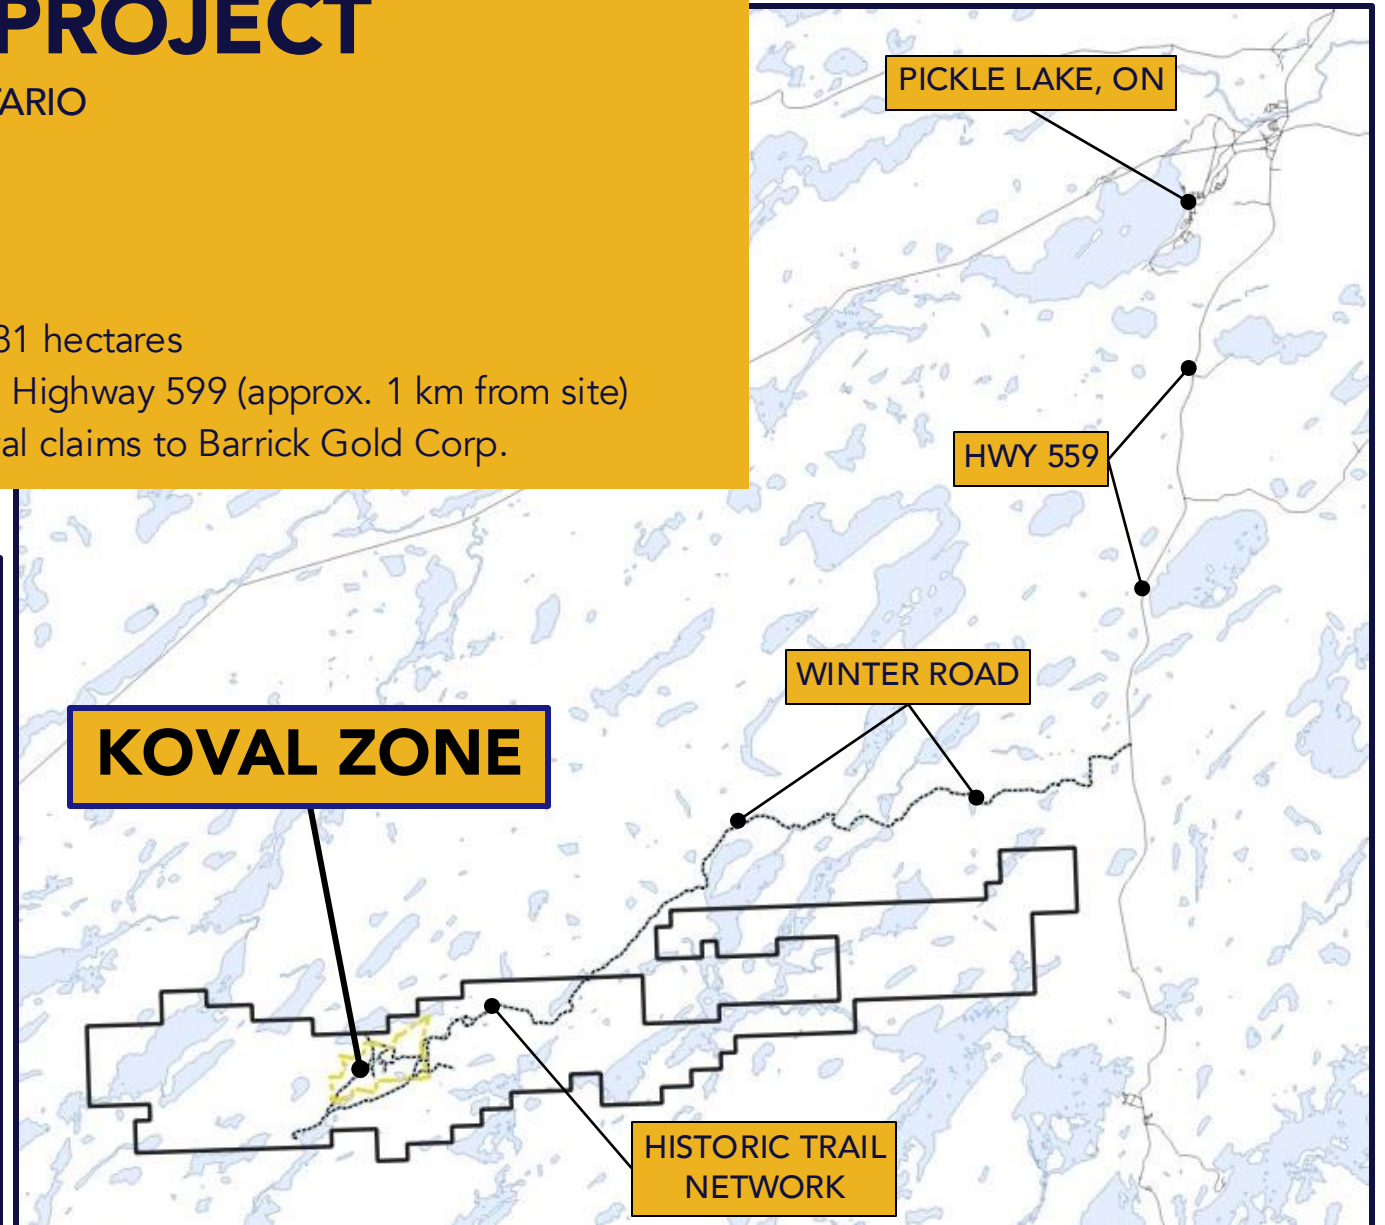 PROJECT
TARIO
31 hectares
Highway 599 (approx. 1 km from site)
al claims to Barrick Gold Corp.
PICKLE LAKE, ON
HWY 559
WINTER ROAD
KOVAL ZONE
HISTORIC TRAIL
NETWORK